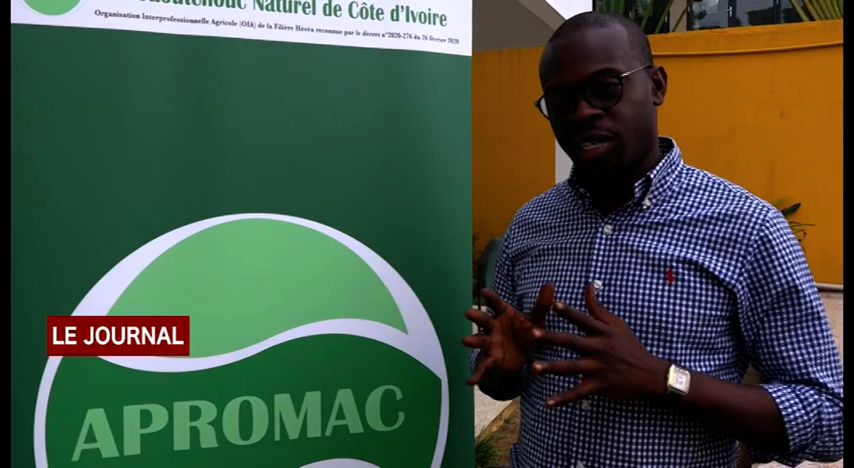 Naturel de Côte d'Ivoire
Organisation Interprofessionnelle Agricole (OIA) de la Filière Hévéa reconnue par le décret n°2020-276 du 26 février 2020
LE JOURNAL
APROMAC